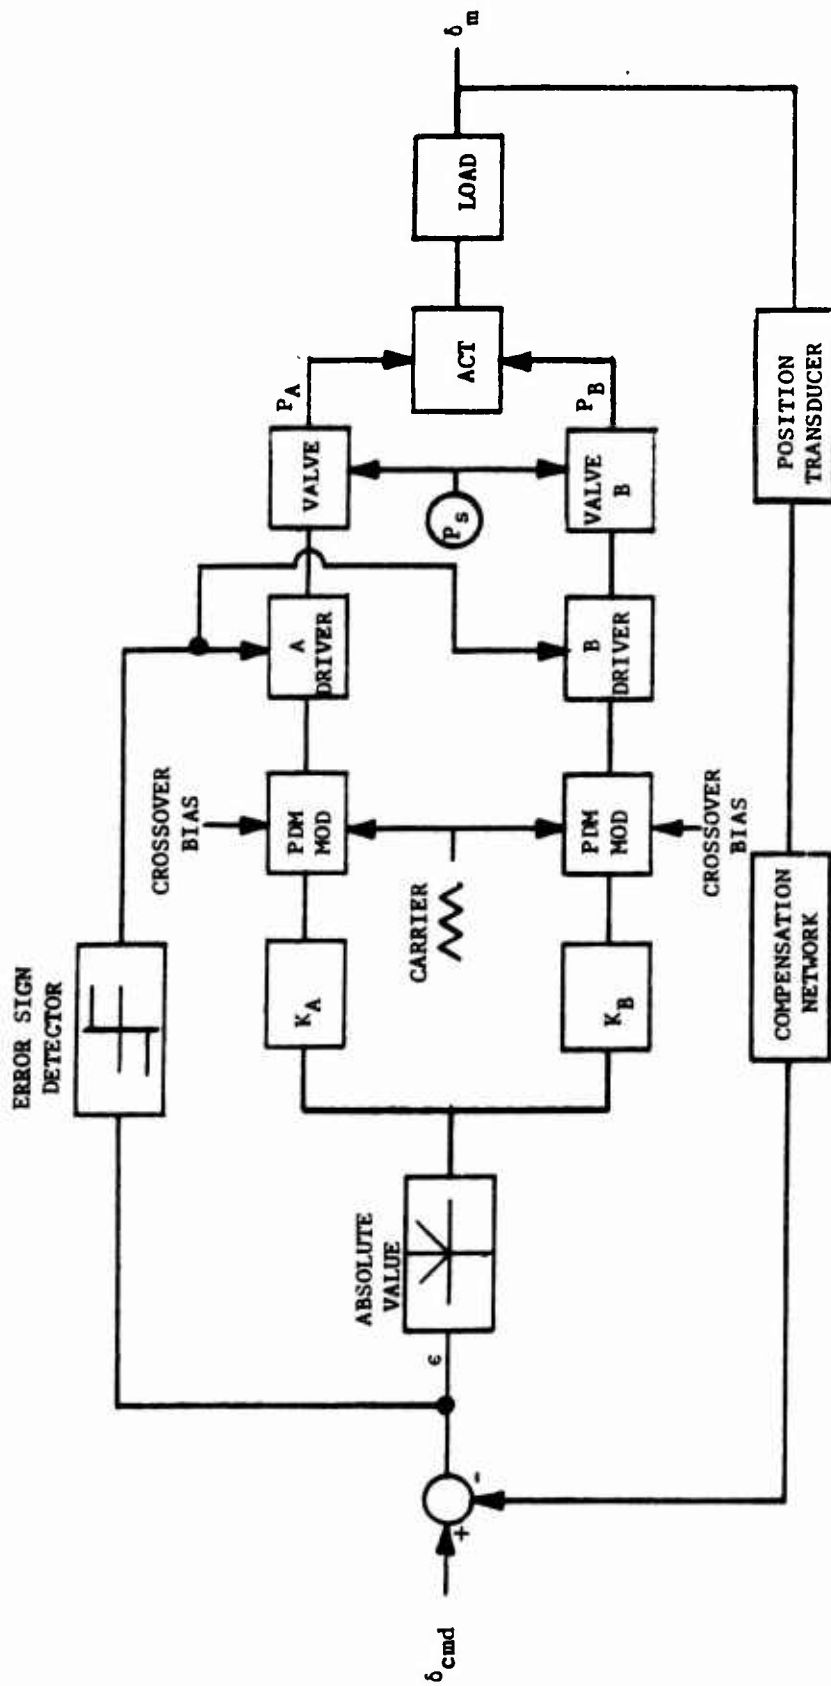 ERROR SIGN
DETECTOR
CROSSOVER
BIAS
δcmd
+
-
ϵ
ABSOLUTE
VALUE
KA
PDM
MOD
A
DRIVER
VALVE
PA
CARRIER
Ps
ACT
LOAD
δm
KB
PDM
MOD
B
DRIVER
VALVE
B
PB
CROSSOVER
BIAS
COMPENSATION
NETWORK
POSITION
TRANSDUCER